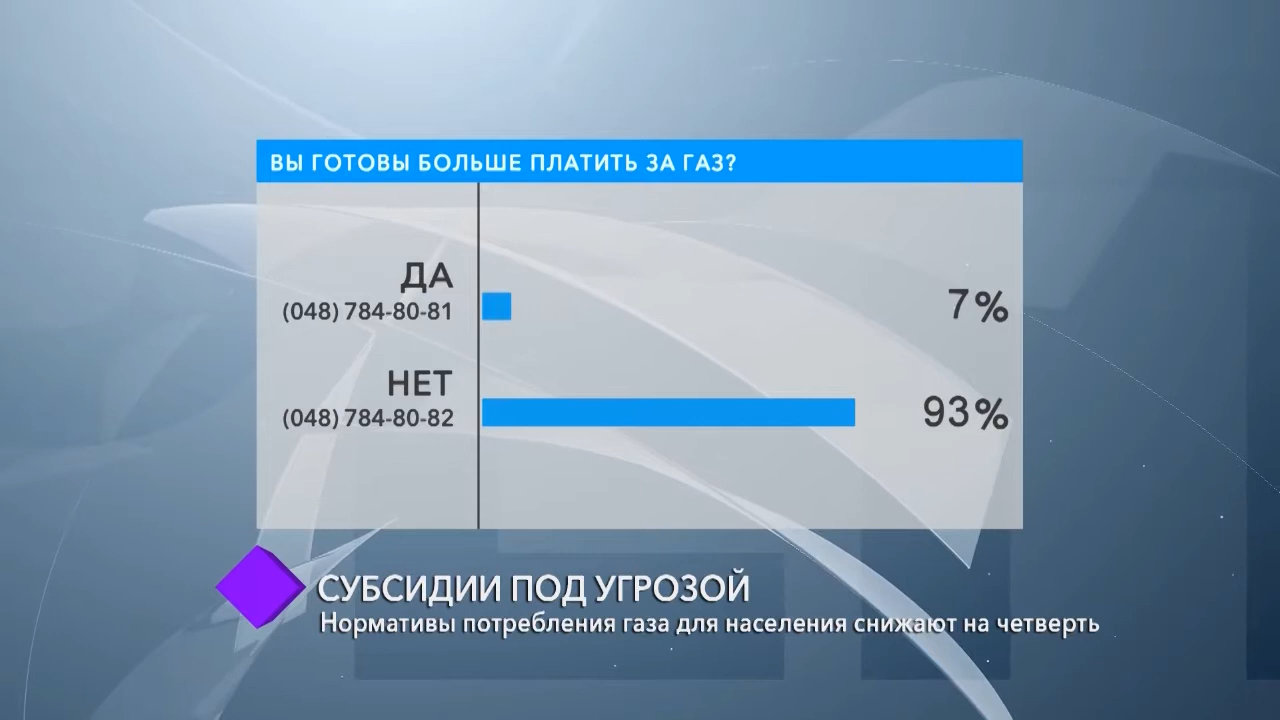 ВЫ ГОТОВЫ БОЛЬШЕ ПЛАТИТЬ ЗА ГАЗ?
ДА
(048) 784-80-81
7%
НЕТ
(048) 784-80-82
93%
СУБСИДИИ ПОД УГРОЗОЙ
Нормативы потребления газа для населения снижают на четверть